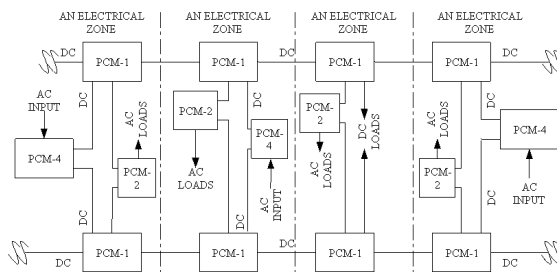 AN ELECTRICAL
ZONE
AN ELECTRICAL
ZONE
AN ELECTRICAL
ZONE
AN ELECTRICAL
ZONE
DC
PCM-1
DC
PCM-1
DC
PCM-1
DC
PCM-1
DC
AC
INPUT
DC
AC
LOADS
PCM-4
PCM-
2
DC
PCM-2
DC
PCM-
4
AC LOADS
AC
INPUT
DC
PCM-
2
AC
LOADS
DC
LOADS
AC
LOADS
PCM-
2
DC
PCM-4
AC
INPUT
DC
DC
PCM-1
DC
PCM-1
DC
PCM-1
DC
PCM-1
DC